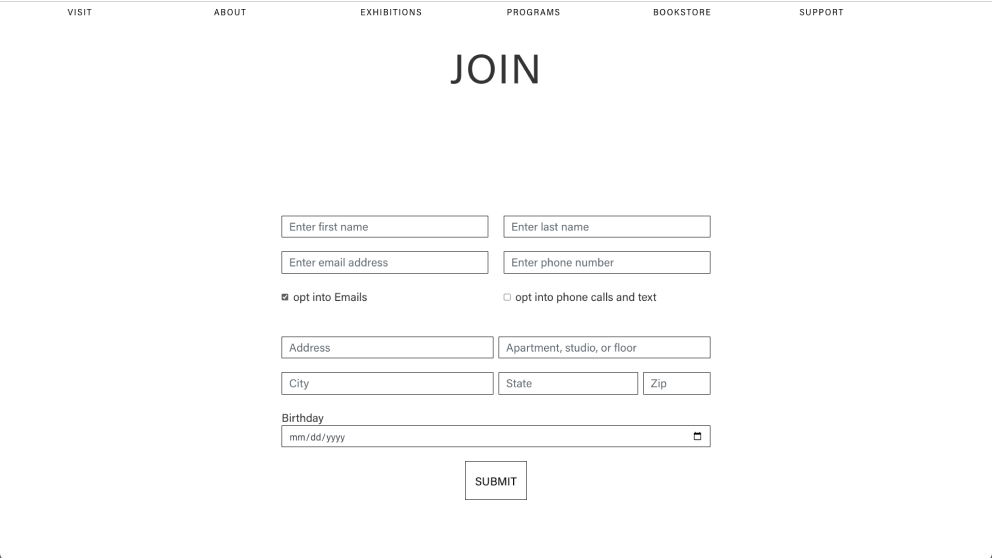 VISIT ABOUT EXHIBITIONS PROGRAMS BOOKSTORE SUPPORT
JOIN
Enter first name Enter last name
Enter email address Enter phone number
opt into Emails opt into phone calls and text
Address Apartment, studio, or floor
City State Zip
Birthday
mm/dd/yyyy
SUBMIT